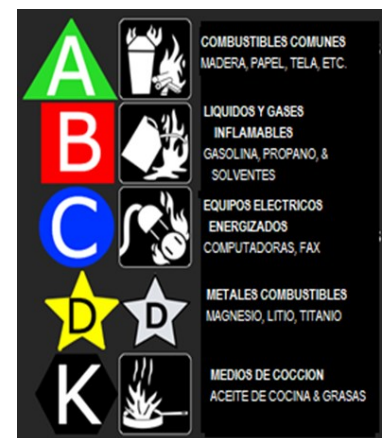 A
COMBUSTIBLES COMUNES
MADERA, PAPEL, TELA, ETC.
B
LIQUIDOS Y GASES
INFLAMABLES
GASOLINA, PROPANO, &
SOLVENTES
C
EQUIPOS ELECTRICOS
ENERGIZADOS
COMPUTADORAS, FAX
D D
METALES COMBUSTIBLES
MAGNESIO, LITIO, TITANIO
K
MEDIOS DE COCCION
ACEITE DE COCINA & GRASAS